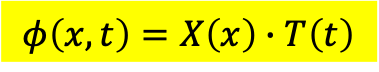 ϕ(x, t) = X(x) · T(t)